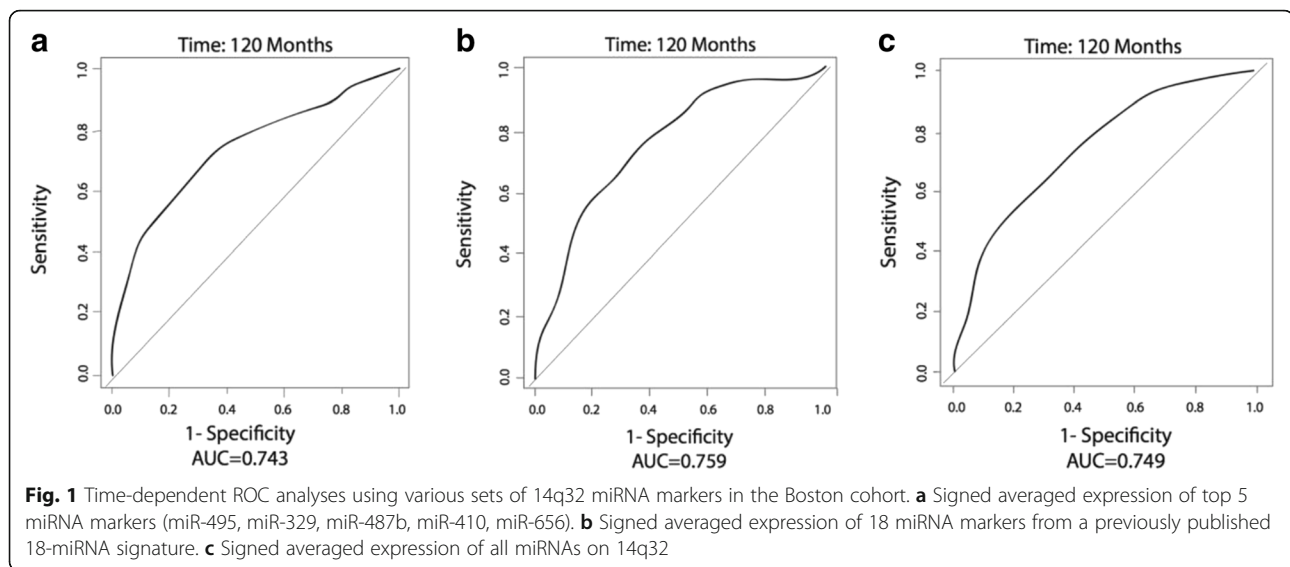 a
Time: 120 Months
1.0
0.8
0.6
0.4
0.2
0.0
Sensitivity
0.0 0.2 0.4 0.6 0.8 1.0
1- Specificity
AUC=0.743
b
Time: 120 Months
1.0
0.8
0.6
0.4
0.2
0.0
Sensitivity
0.0 0.2 0.4 0.6 0.8 1.0
1- Specificity
AUC=0.759
c
Time: 120 Months
1.0
0.8
0.6
0.4
0.2
0.0
Sensitivity
0.0 0.2 0.4 0.6 0.8 1.0
1- Specificity
AUC=0.749
Fig. 1 Time-dependent ROC analyses using various sets of 14q32 miRNA markers in the Boston cohort. a Signed averaged expression of top 5
miRNA markers (miR-495, miR-329, miR-487b, miR-410, miR-656). b Signed averaged expression of 18 miRNA markers from a previously published
18-miRNA signature. c Signed averaged expression of all miRNAs on 14q32